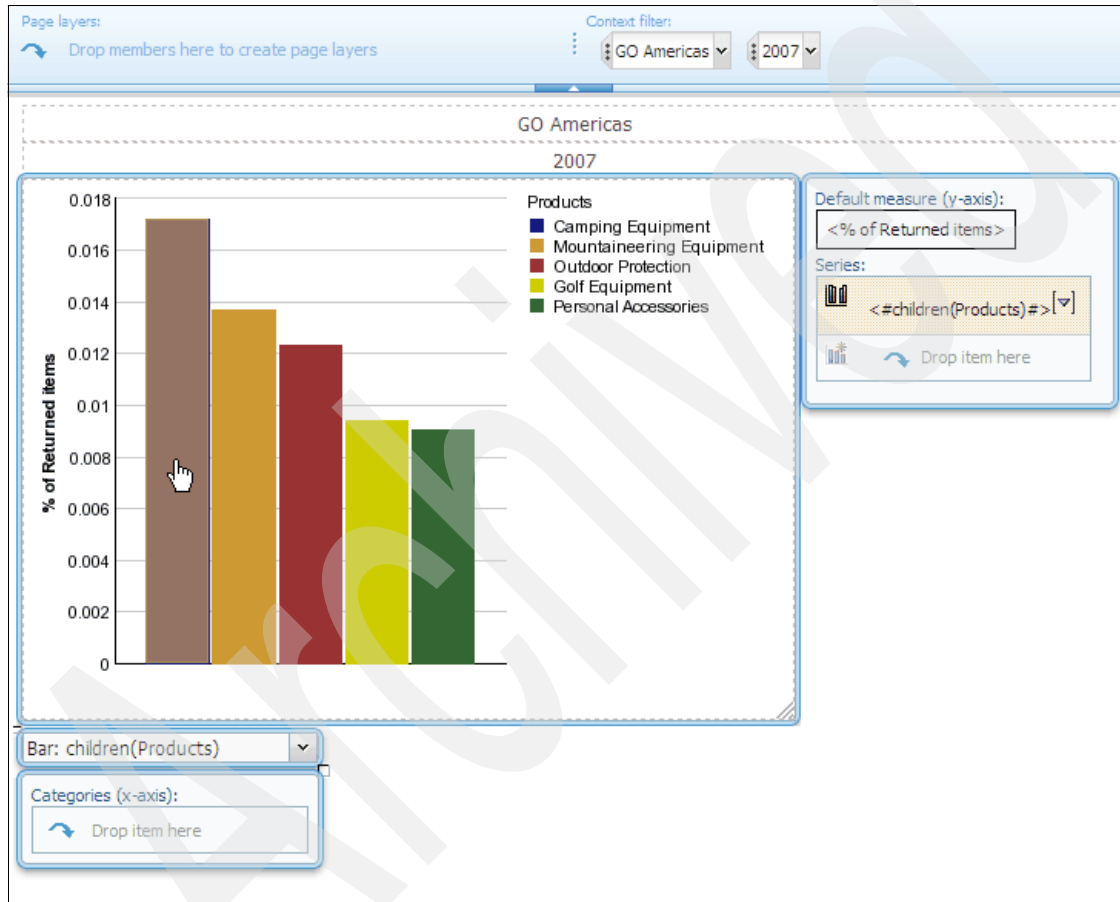 Page layers:
Drop members here to create page layers
Context filter:
GO Americas
2007
GO Americas
2007
0.018
0.016
0.014
0.012
0.01
0.008
0.006
0.004
0.002
0
% of Returned items
Products
Camping Equipment
Mountaineering Equipment
Outdoor Protection
Golf Equipment
Personal Accessories
Default measure (y-axis):
<% of Returned items>
Series:
<#children(Products)#>
Drop item here
Bar: children(Products)
Categories (x-axis):
Drop item here
Archived